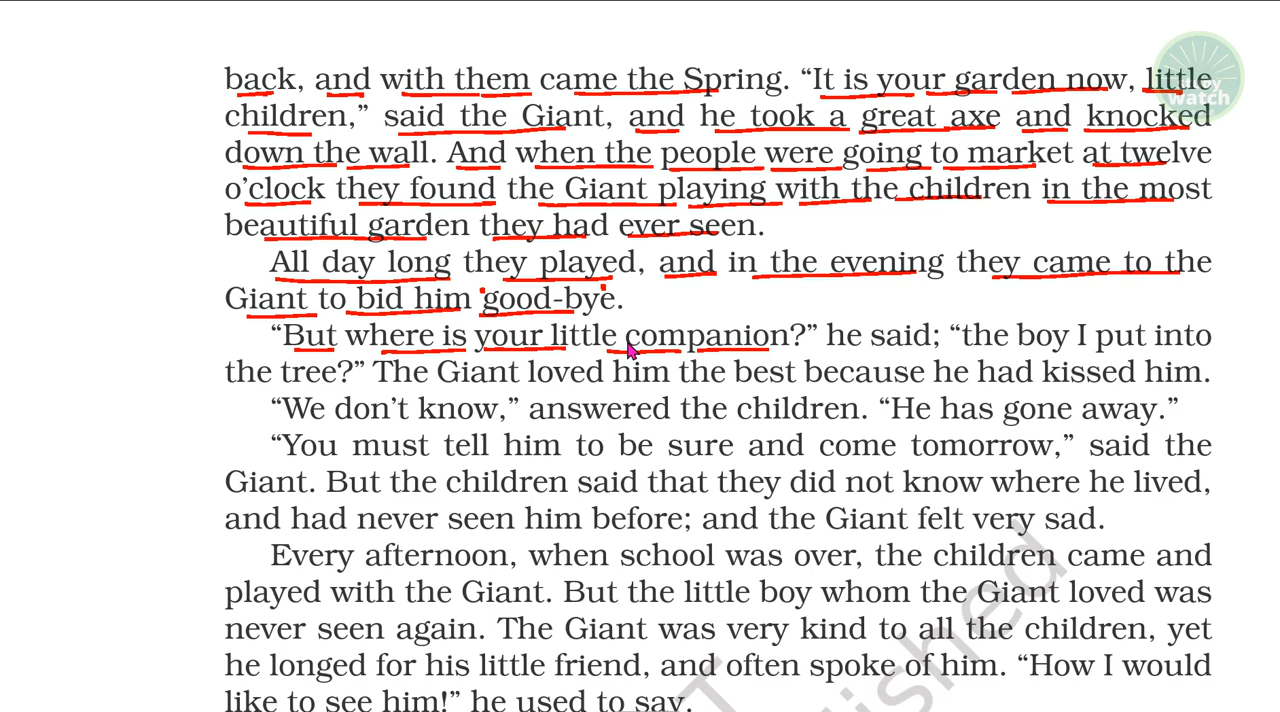 back, and with them came the Spring. “It is your garden now, little
children,” said the Giant, and he took a great axe and knocked
down the wall. And when the people were going to market at twelve
o’clock they found the Giant playing with the children in the most
beautiful garden they had ever seen.
All day long they played, and in the evening they came to the
Giant to bid him good-bye.
“But where is your little companion?” he said; “the boy I put into
the tree?” The Giant loved him the best because he had kissed him.
“We don’t know,” answered the children. “He has gone away.”
“You must tell him to be sure and come tomorrow,” said the
Giant. But the children said that they did not know where he lived,
and had never seen him before; and the Giant felt very sad.
Every afternoon, when school was over, the children came and
played with the Giant. But the little boy whom the Giant loved was
never seen again. The Giant was very kind to all the children, yet
he longed for his little friend, and often spoke of him. “How I would
like to see him!” he used to say.
watch